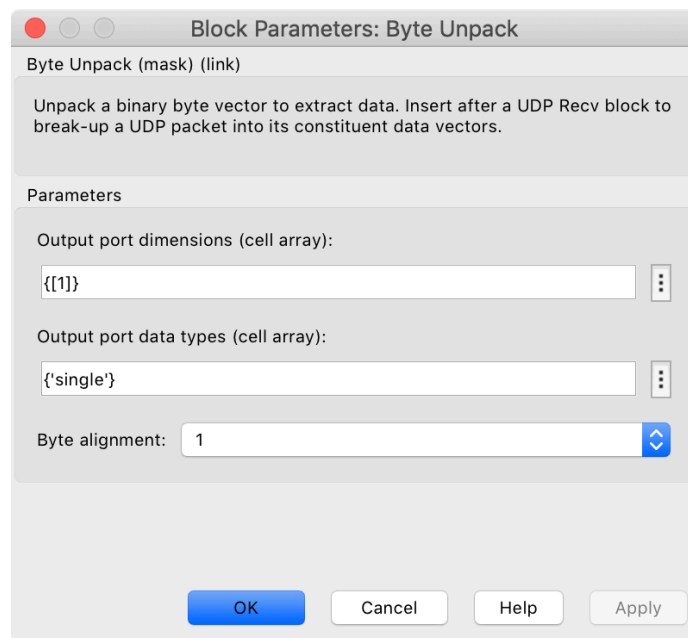 Block Parameters: Byte Unpack
Byte Unpack (mask) (link)
Unpack a binary byte vector to extract data. Insert after a UDP Recv block to
break-up a UDP packet into its constituent data vectors.
Parameters
Output port dimensions (cell array):
{[1]}
Output port data types (cell array):
{'single'}
Byte alignment: 1
OK Cancel Help Apply